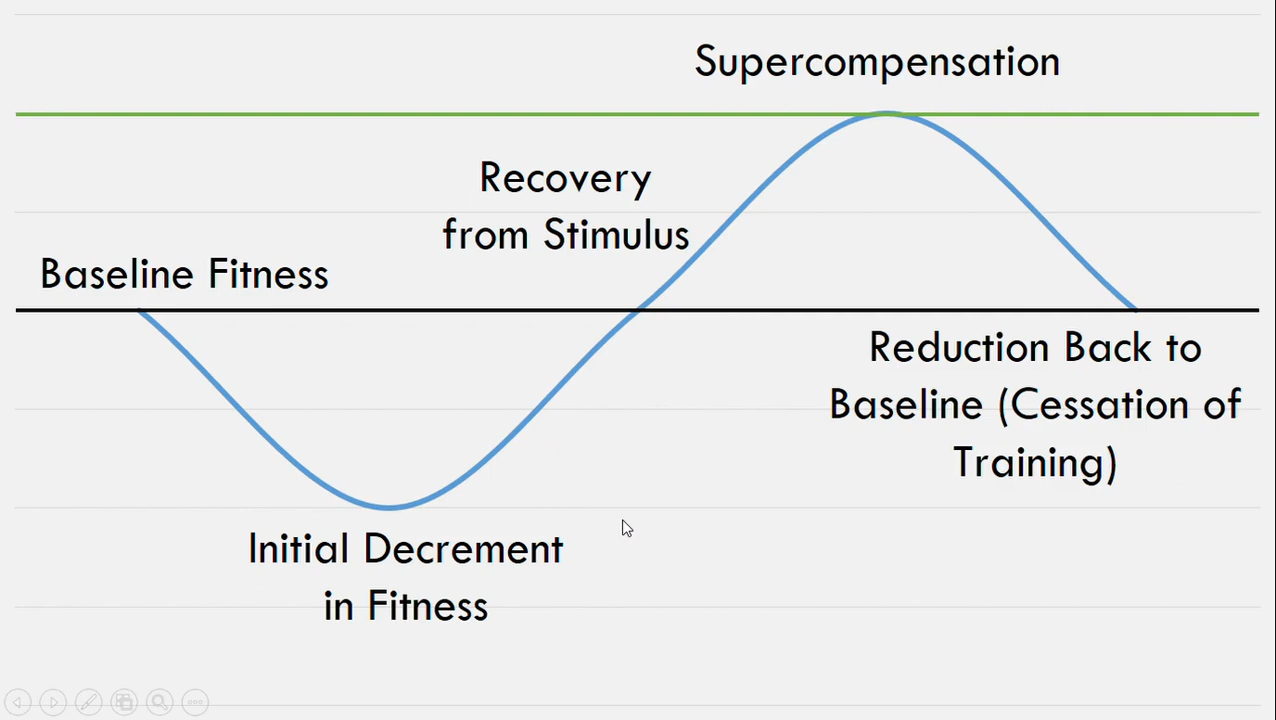 Supercompensation
Recovery
from Stimulus
Baseline Fitness
Reduction Back to
Baseline (Cessation of
Training)
Initial Decrement
in Fitness